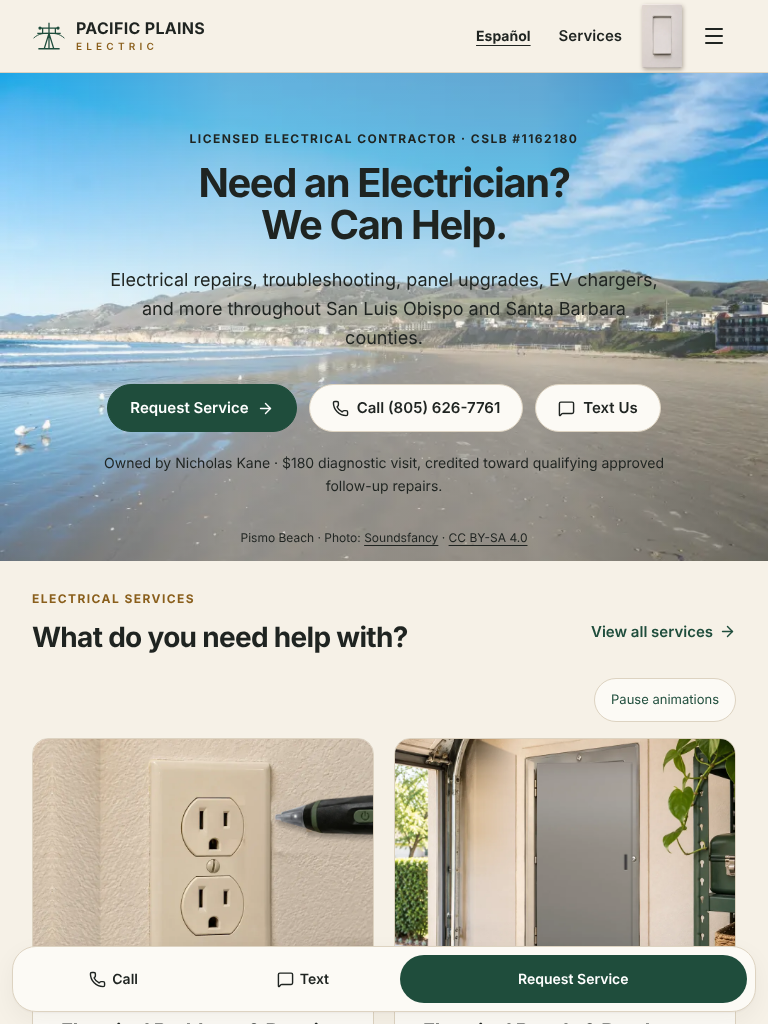 PACIFIC PLAINS
ELECTRIC
Español
Services
LICENSED ELECTRICAL CONTRACTOR · CSLB #1162180
Need an Electrician?
We Can Help.
Electrical repairs, troubleshooting, panel upgrades, EV chargers,
and more throughout San Luis Obispo and Santa Barbara
counties.
Request Service
Call (805) 626-7761
Text Us
Owned by Nicholas Kane · $180 diagnostic visit, credited toward qualifying approved
follow-up repairs.
Pismo Beach · Photo: Soundsfancy · CC BY-SA 4.0
ELECTRICAL SERVICES
What do you need help with?
View all services
Pause animations
Call
Text
Request Service